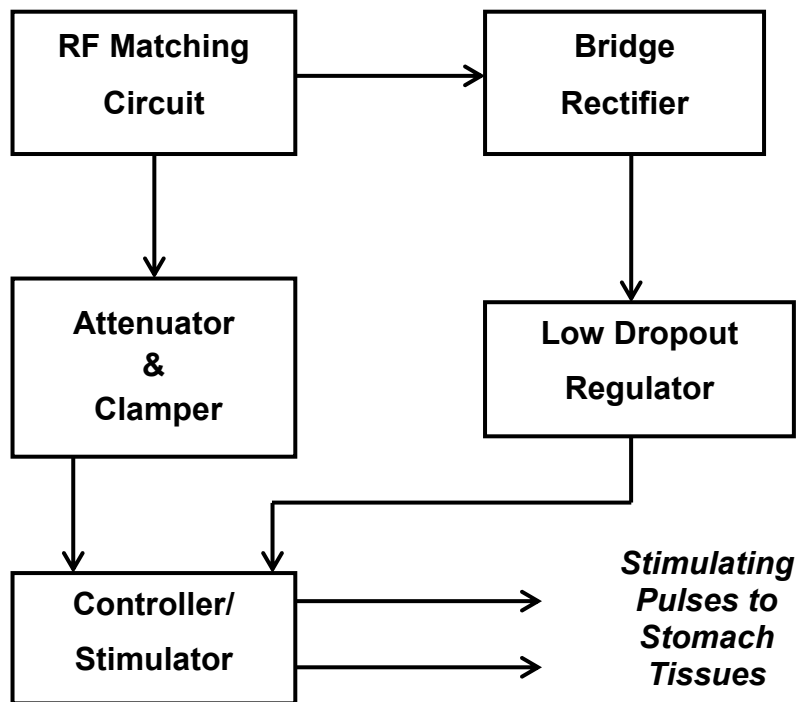 RF Matching
Circuit
Bridge
Rectifier
Attenuator
&
Clamper
Low Dropout
Regulator
Controller/
Stimulator
Stimulating
Pulses to
Stomach
Tissues